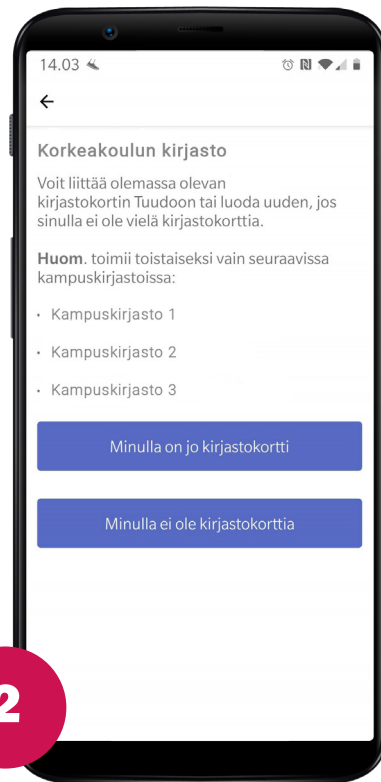 14.03
Korkeakoulun kirjasto
Voit liittää olemassa olevan
kirjastokortin Tuudoon tai luoda uuden, jos
sinulla ei ole vielä kirjastokorttia.
Huom. toimii toistaiseksi vain seuraavissa
kampuskirjastoissa:
· Kampuskirjasto 1
· Kampuskirjasto 2
· Kampuskirjasto 3
Minulla on jo kirjastokortti
Minulla ei ole kirjastokorttia
2